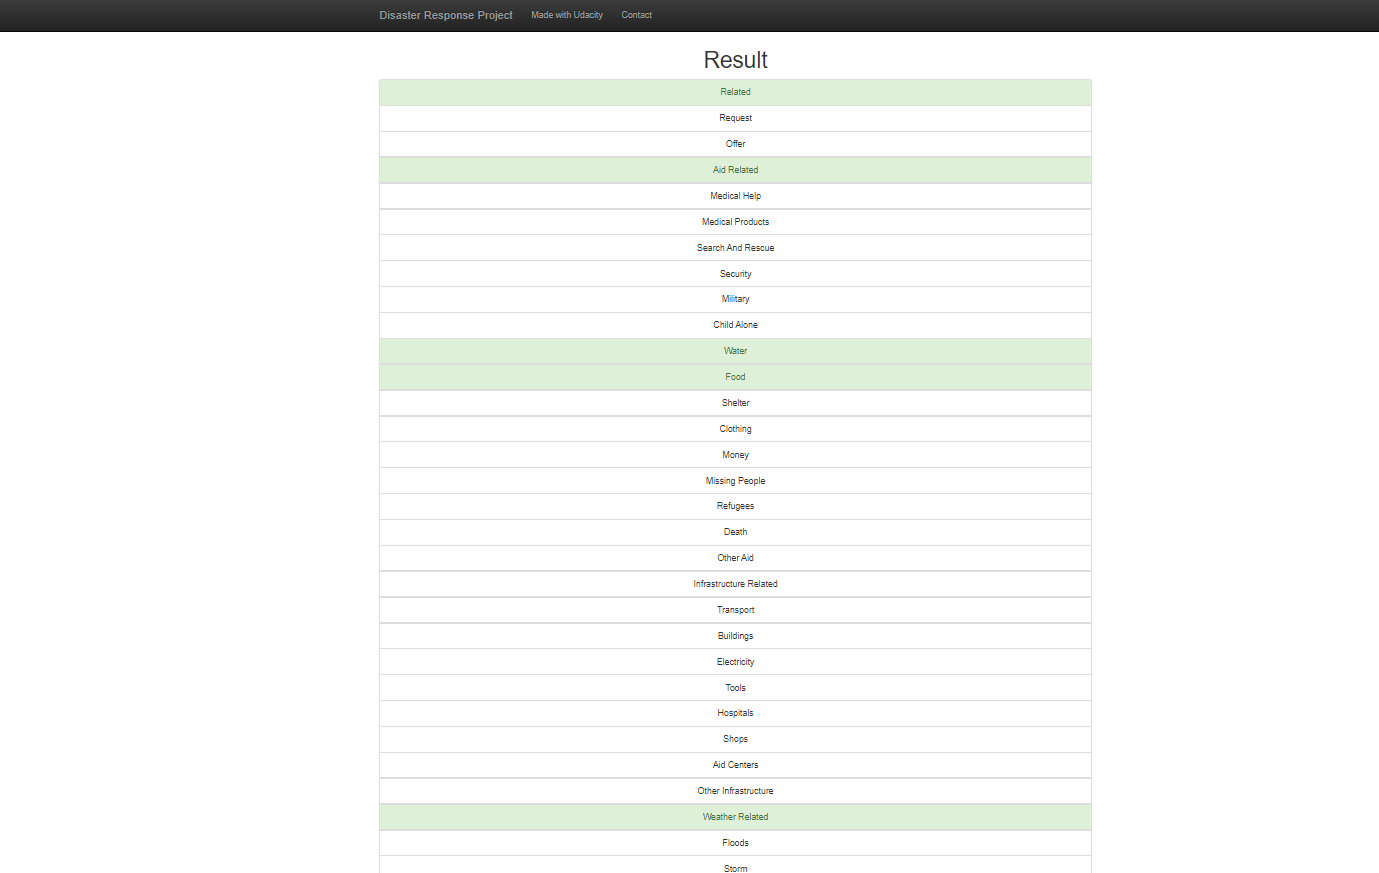 Disaster Response Project Made with Udacity Contact
Result
Related
Request
Offer
Aid Related
Medical Help
Medical Products
Search And Rescue
Security
Military
Child Alone
Water
Food
Shelter
Clothing
Money
Missing People
Refugees
Death
Other Aid
Infrastructure Related
Transport
Buildings
Electricity
Tools
Hospitals
Shops
Aid Centers
Other Infrastructure
Weather Related
Floods
Storm